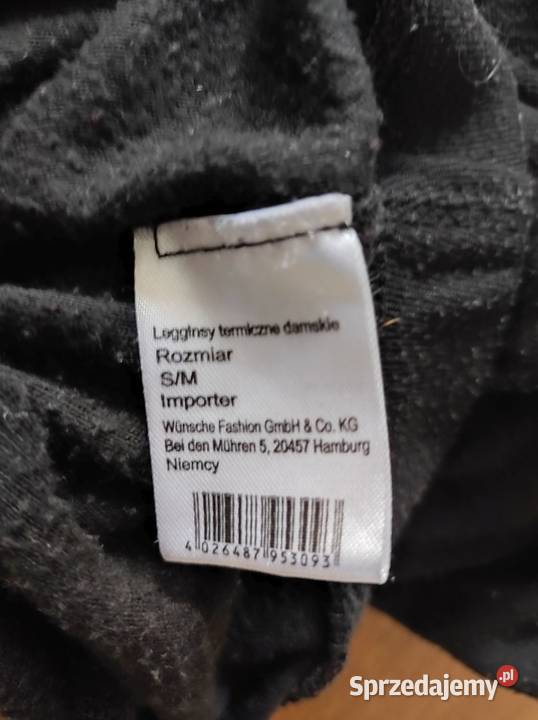 Legginsy termiczne damskie
Rozmiar
S/M
Importer
Wünsche Fashion GmbH & Co. KG
Bei den Mühren 5, 20457 Hamburg
Niemcy
4 026487 953093
Sprzedajemy.pl